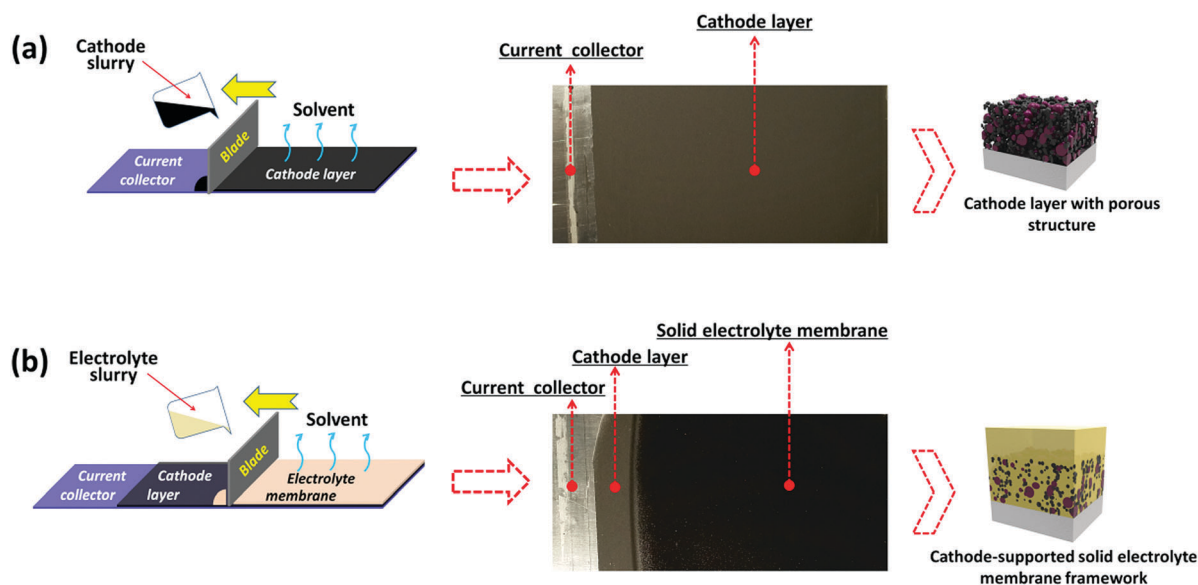 (a)
Cathode
slurry
Solvent
Blade
Current
collector
Cathode layer
Current collector
Cathode layer
Cathode layer with porous
structure
(b)
Electrolyte
slurry
Solvent
Blade
Current
collector
Cathode
layer
Electrolyte
membrane
Current collector
Cathode layer
Solid electrolyte membrane
Cathode-supported solid electrolyte
membrane framework